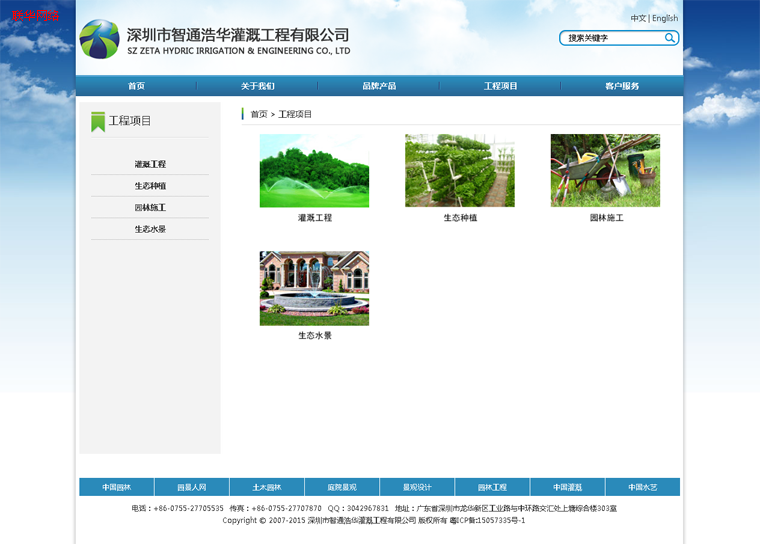 中文 | English
深圳市智通浩华灌溉工程有限公司
SZ ZETA HYDRIC IRRIGATION & ENGINEERING CO., LTD
搜索关键字
首页 关于我们 品牌产品 工程项目 客户服务
工程项目
首页 > 工程项目
灌溉工程
生态种植
园林施工
生态水景
灌溉工程 生态种植 园林施工
生态水景
中国园林 园景人网 土木园林 庭院景观 景观设计 园林工程 中国灌溉 中国水艺
电话：+86-0755-27705535 传真：+86-0755-27707870 QQ：3042967831 地址：广东省深圳市龙华新区工业路与中环路交汇处上塘综合楼303室
Copyright © 2007-2015 深圳市智通浩华灌溉工程有限公司 版权所有 粤ICP备15057335号-1